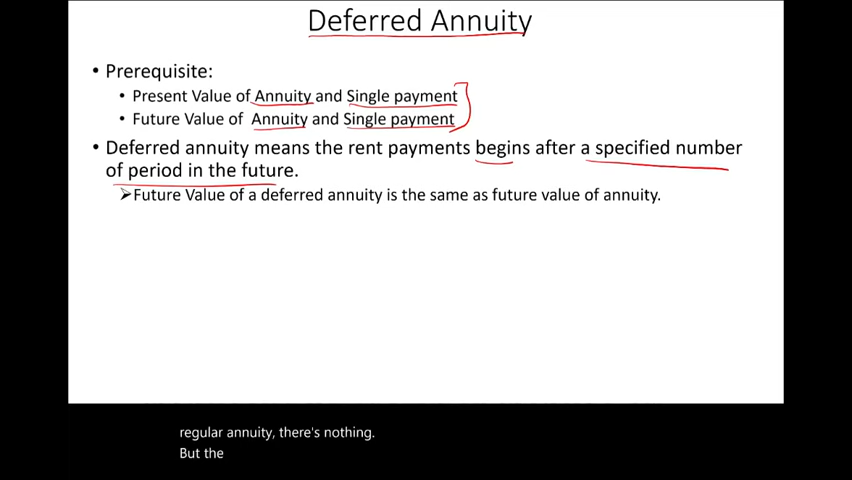 Deferred Annuity
• Prerequisite:
• Present Value of Annuity and Single payment
• Future Value of Annuity and Single payment
• Deferred annuity means the rent payments begins after a specified number
of period in the future.
➢Future Value of a deferred annuity is the same as future value of annuity.
regular annuity, there's nothing.
But the